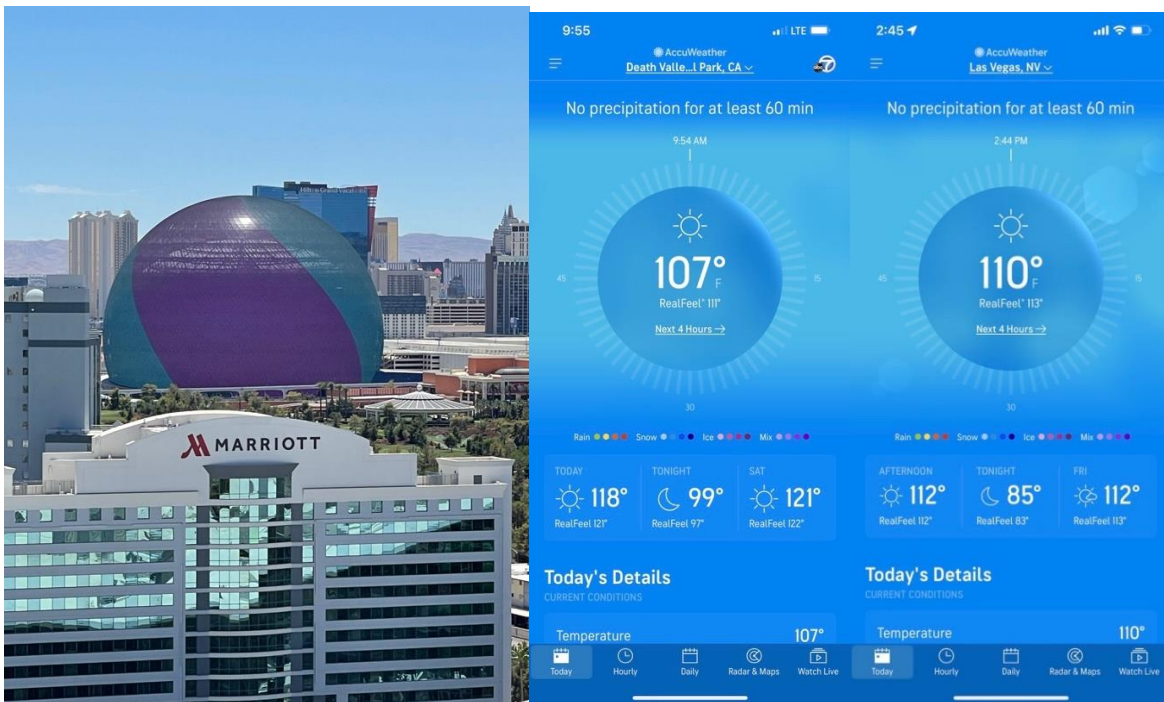 Hilton Grand Vacations
MARRIOTT
9:55
LTE
AccuWeather
Death Valle...l Park, CA
7
No precipitation for at least 60 min
9:54 AM
45
15
107°
F
RealFeel® 111°
Next 4 Hours →
30
Rain Snow Ice Mix
TODAY
118°
RealFeel 121°
TONIGHT
99°
RealFeel 97°
SAT
121°
RealFeel 122°
Today's Details
CURRENT CONDITIONS
Temperature 107°
Today Hourly Daily Radar & Maps Watch Live
2:45
AccuWeather
Las Vegas, NV
No precipitation for at least 60 min
2:44 PM
45
15
110°
F
RealFeel® 113°
Next 4 Hours →
30
Rain Snow Ice Mix
AFTERNOON
112°
RealFeel 112°
TONIGHT
85°
RealFeel 83°
FRI
112°
RealFeel 113°
Today's Details
CURRENT CONDITIONS
Temperature 110°
Today Hourly Daily Radar & Maps Watch Live